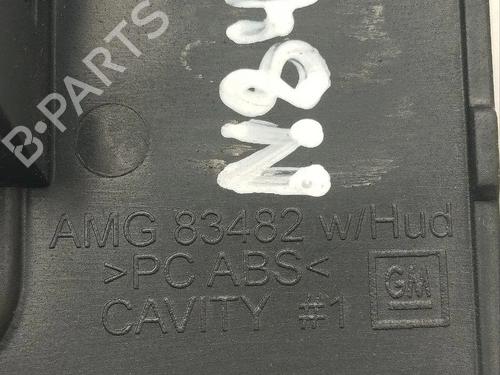 B-PARTS
AMG 83482 w/Hud
>PC ABS<
CAVITY #1
GM